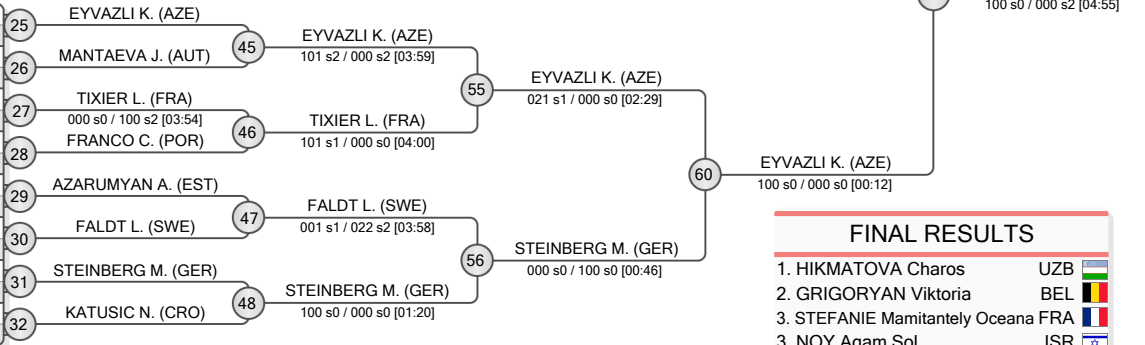 100 s0 / 000 s2 [04:55]
25
EYVAZLI K. (AZE)
26
MANTAEVA J. (AUT)
45
EYVAZLI K. (AZE)
101 s2 / 000 s2 [03:59]
27
TIXIER L. (FRA)
000 s0 / 100 s2 [03:54]
28
FRANCO C. (POR)
46
TIXIER L. (FRA)
101 s1 / 000 s0 [04:00]
55
EYVAZLI K. (AZE)
021 s1 / 000 s0 [02:29]
29
AZARUMYAN A. (EST)
30
FALDT L. (SWE)
47
FALDT L. (SWE)
001 s1 / 022 s2 [03:58]
31
STEINBERG M. (GER)
32
KATUSIC N. (CRO)
48
STEINBERG M. (GER)
100 s0 / 000 s0 [01:20]
56
STEINBERG M. (GER)
000 s0 / 100 s0 [00:46]
60
EYVAZLI K. (AZE)
100 s0 / 000 s0 [00:12]
FINAL RESULTS
1. HIKMATOVA Charos UZB
2. GRIGORYAN Viktoria BEL
3. STEFANIE Mamitantely Oceana FRA
3. NOY Agam Sol ISR